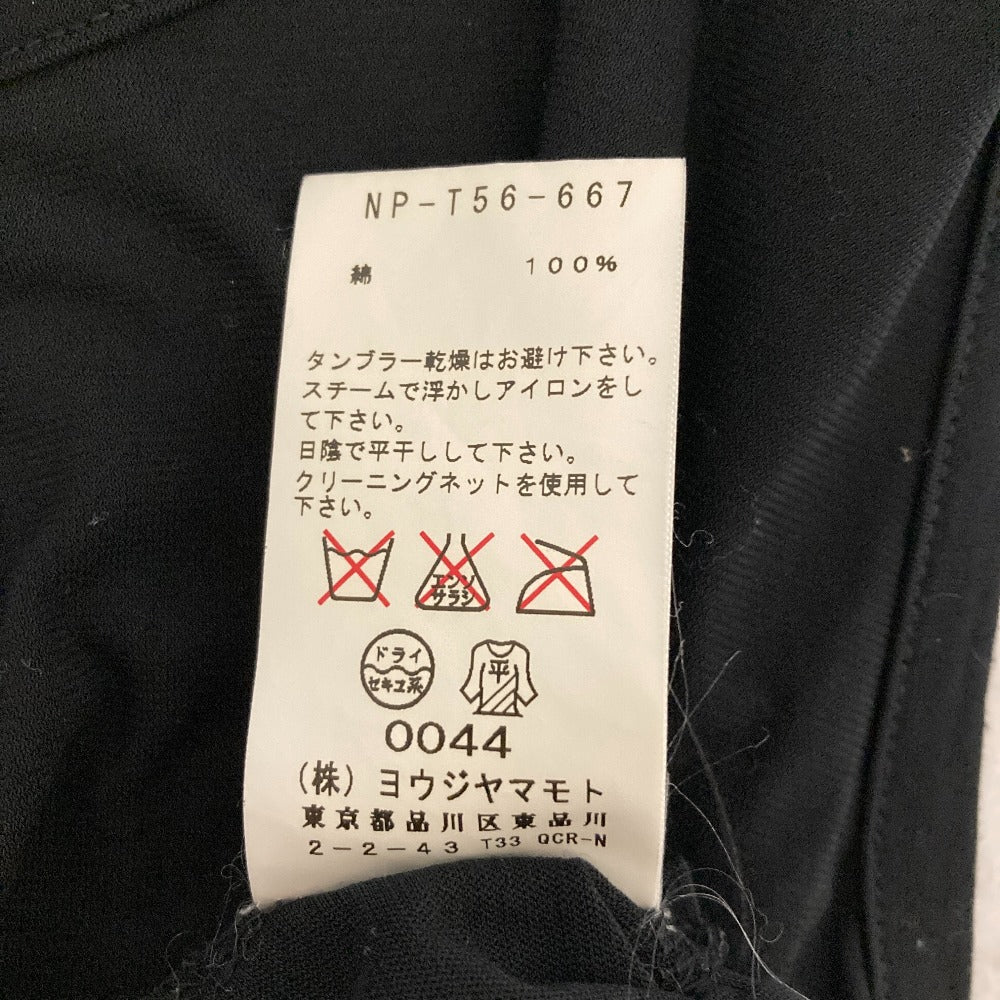 NP-T56-667
綿 100%
タンブラー乾燥はお避け下さい。
スチームで浮かしアイロンをし
て下さい。
日陰で平干しして下さい。
クリーニングネットを使用して
下さい。
エンソ
サラシ
ドライ
セキユ系
平
0044
(株)ヨウジヤマモト
東京都品川区東品川
2-2-43 T33 QCR-N